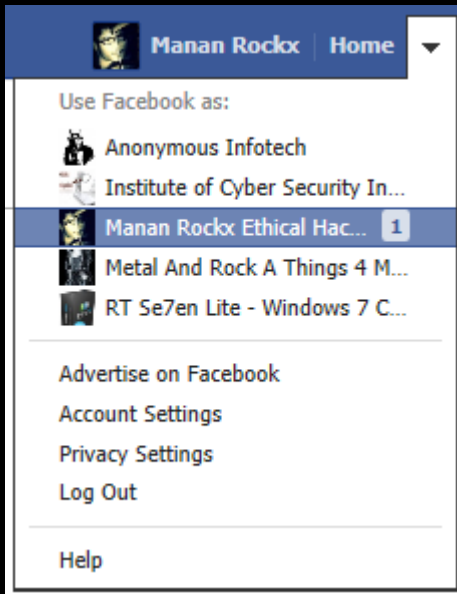 Manan Rockx Home
Use Facebook as:
Anonymous Infotech
Institute of Cyber Security In...
Manan Rockx Ethical Hac... 1
Metal And Rock A Things 4 M...
RT Se7en Lite - Windows 7 C...
Advertise on Facebook
Account Settings
Privacy Settings
Log Out
Help